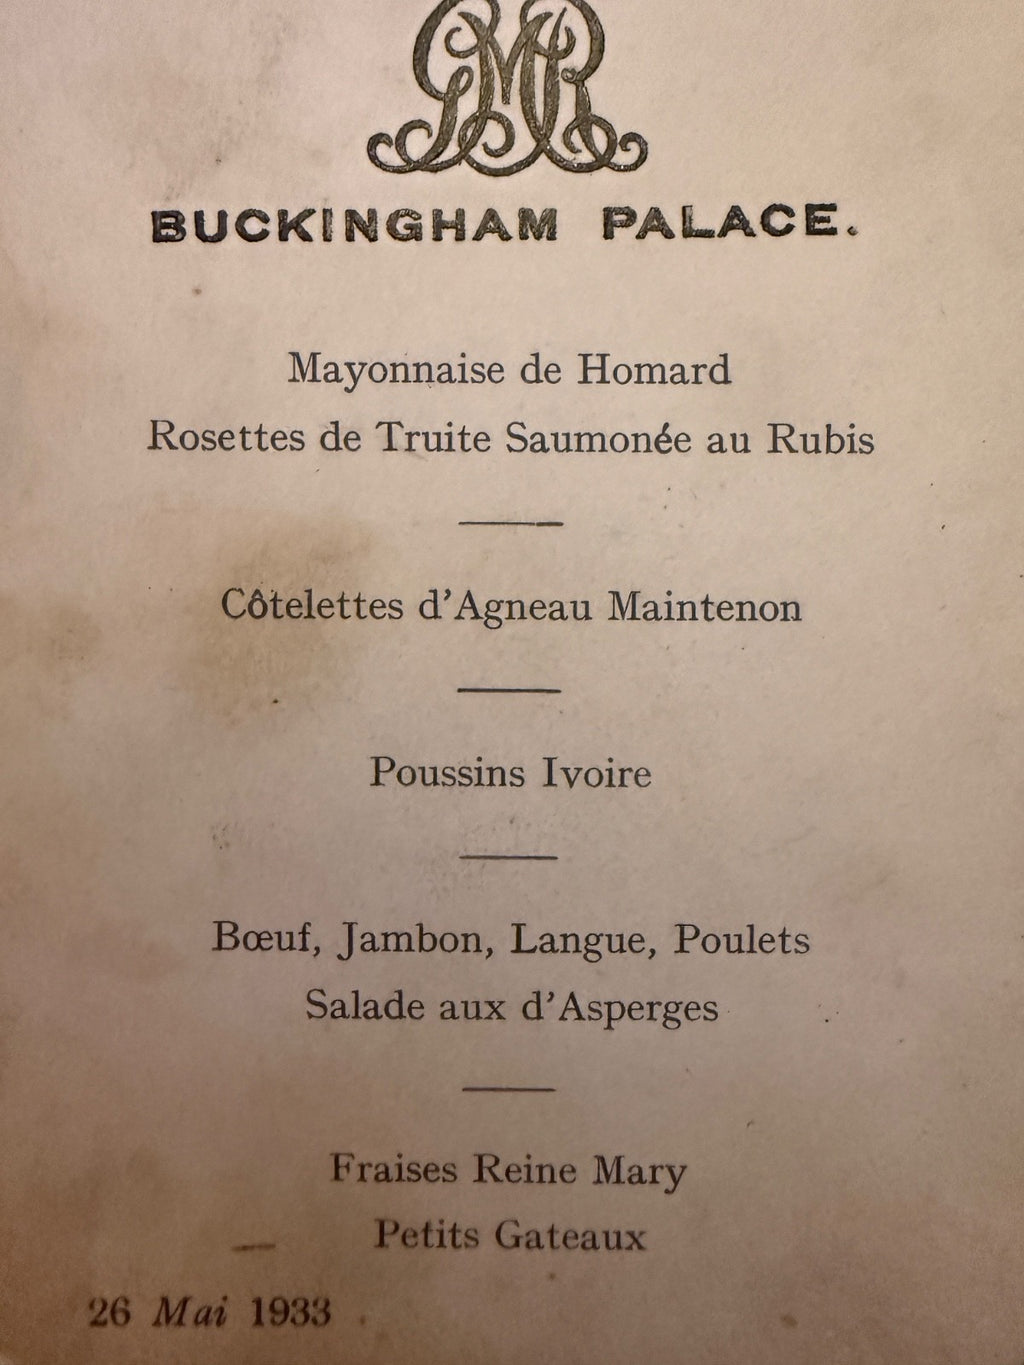 GMR
BUCKINGHAM PALACE.
Mayonnaise de Homard
Rosettes de Truite Saumonée au Rubis
Côtelettes d'Agneau Maintenon
Poussins Ivoire
Bœuf, Jambon, Langue, Poulets
Salade aux d'Asperges
Fraises Reine Mary
Petits Gateaux
26 Mai 1933